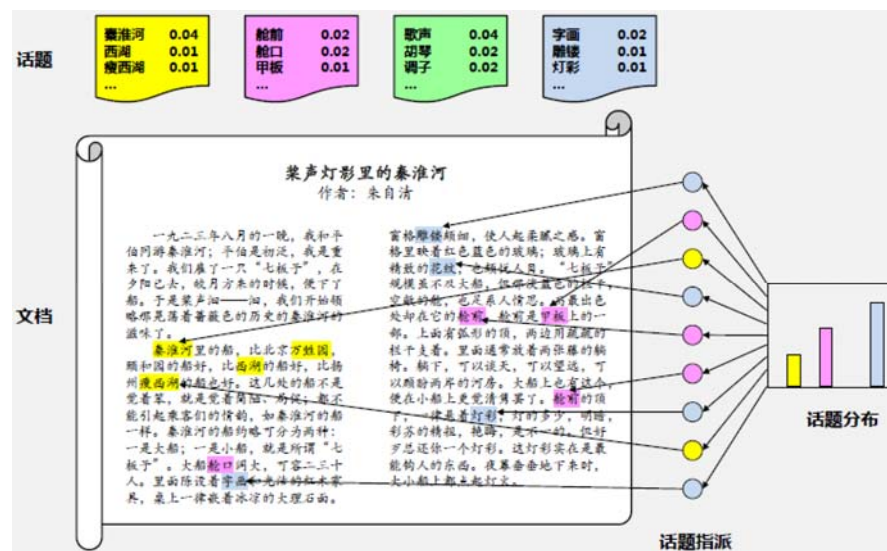 话题
秦淮河 0.04
西湖 0.01
瘦西湖 0.01
...
舱前 0.02
舱口 0.02
甲板 0.01
...
歌声 0.04
胡琴 0.02
调子 0.02
...
字画 0.02
雕镂 0.01
灯彩 0.01
...
文档
桨声灯影里的秦淮河
作者：朱自清
一九二三年八月的一晚，我和平
伯同游秦淮河；平伯是初泛，我是重
来了。我们雇了一只“七板子”，在
夕阳已去，皎月方来的时候，便下了
船。于是桨声汩——汩，我们开始领
略那晃荡着蔷薇色的历史的秦淮河的
滋味了。
秦淮河里的船，比北京万甡园，
颐和园的船好，比西湖的船好，比扬
州瘦西湖的船也好。这几处的船不是
觉着笨，就是觉着简陋、局促；都不
能引起乘客们的情韵，如秦淮河的船
一样。秦淮河的船约略可分为两种：
一是大船；一是小船，就是所谓“七
板子”。大船舱口阔大，可容二三十
人。里面陈设着字画和光洁的红木家
具，桌上一律嵌着冰凉的大理石面。
窗格雕镂颇细，使人起柔腻之感。窗
格里映着红色蓝色的玻璃；玻璃上有
精致的花纹，也颇悦人目。“七板子”
规模虽不及大船，但那淡蓝色的栏干，
空敞的舱，也足系人情思。而最出色
处却在它的舱前。舱前是甲板上的一
部。上面有弧形的顶，两边用疏疏的
栏干支着。里面通常放着两张藤的躺
椅。躺下，可以谈天，可以望远，可
以顾盼两岸的河房。大船上也有这个，
便在小船上更觉清隽罢了。舱前的顶
下，一律悬着灯彩；灯的多少，明暗，
彩苏的精粗，艳晦，是不一的。但好
歹总还你一个灯彩。这灯彩实在是最
能钩人的东西。夜幕垂垂地下来时，
大小船上都点起灯火。
话题分布
话题指派